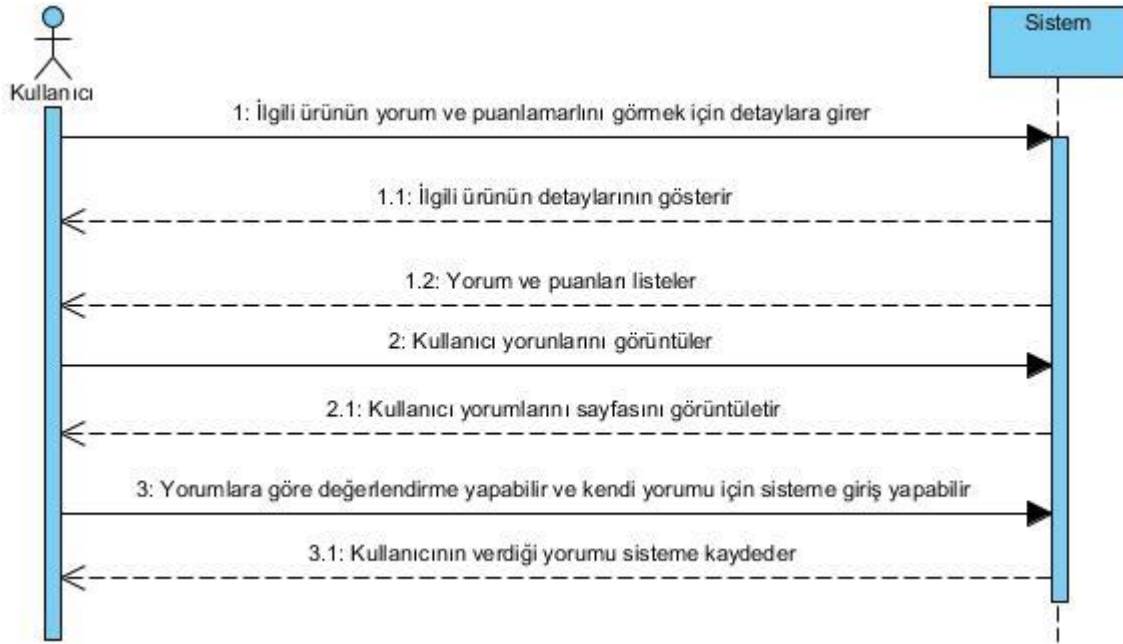 Sistem
Kullanıcı
1: İlgili ürünün yorum ve puanlamarlını görmek için detaylara girer
1.1: İlgili ürünün detaylarının gösterir
1.2: Yorum ve puanları listeler
2: Kullanıcı yorunlarını görüntüler
2.1: Kullanıcı yorumlarını sayfasını görüntületir
3: Yorumlara göre değerlendirme yapabilir ve kendi yorumu için sisteme giriş yapabilir
3.1: Kullanıcının verdiği yorumu sisteme kaydeder